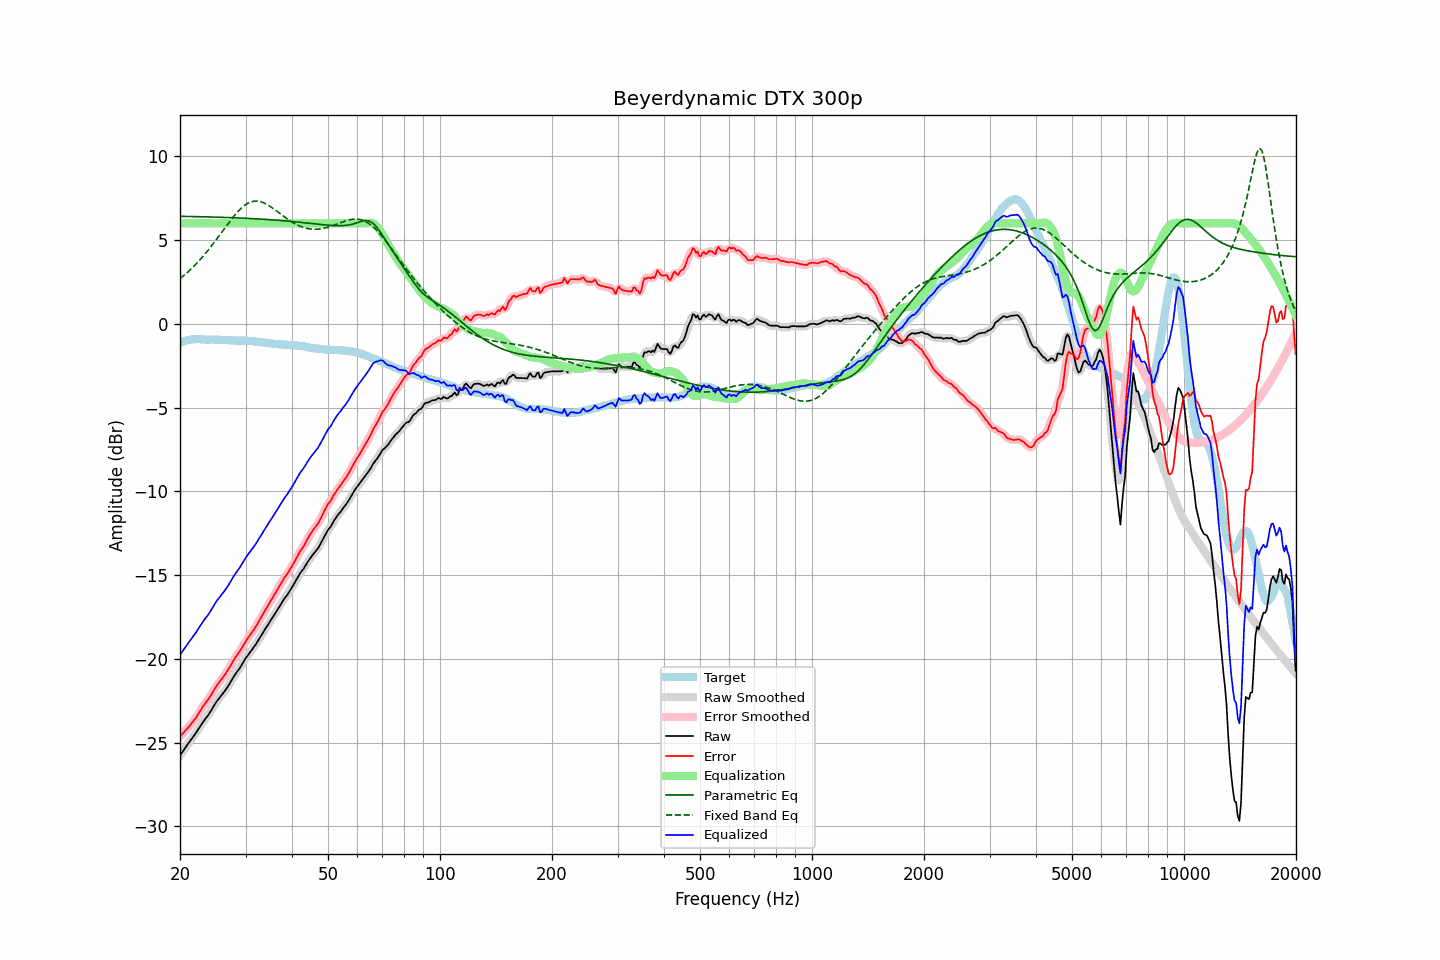 Beyerdynamic DTX 300p
Amplitude (dBr)
10
5
0
−5
−10
−15
−20
−25
−30
Target
Raw Smoothed
Error Smoothed
Raw
Error
Equalization
Parametric Eq
Fixed Band Eq
Equalized
20 50 100 200 500 1000 2000 5000 10000 20000
Frequency (Hz)